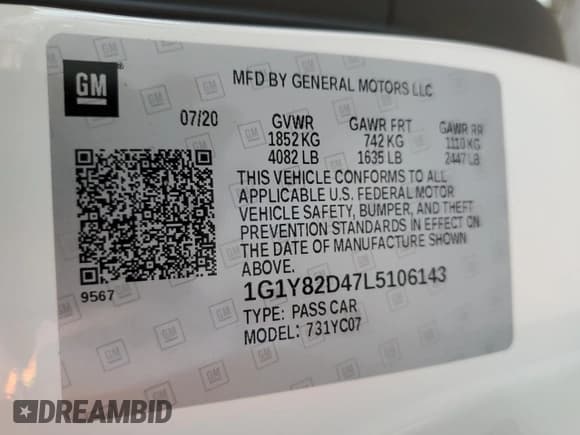 GM
MFD BY GENERAL MOTORS LLC
07/20 GVWR GAWR FRT GAWR RR
1852 KG 742 KG 1110 KG
4082 LB 1635 LB 2447 LB
THIS VEHICLE CONFORMS TO ALL
APPLICABLE U.S. FEDERAL MOTOR
VEHICLE SAFETY, BUMPER, AND THEFT
PREVENTION STANDARDS IN EFFECT ON
THE DATE OF MANUFACTURE SHOWN
ABOVE.
9567
1G1Y82D47L5106143
TYPE: PASS CAR
MODEL: 731YC07
DREAMBID